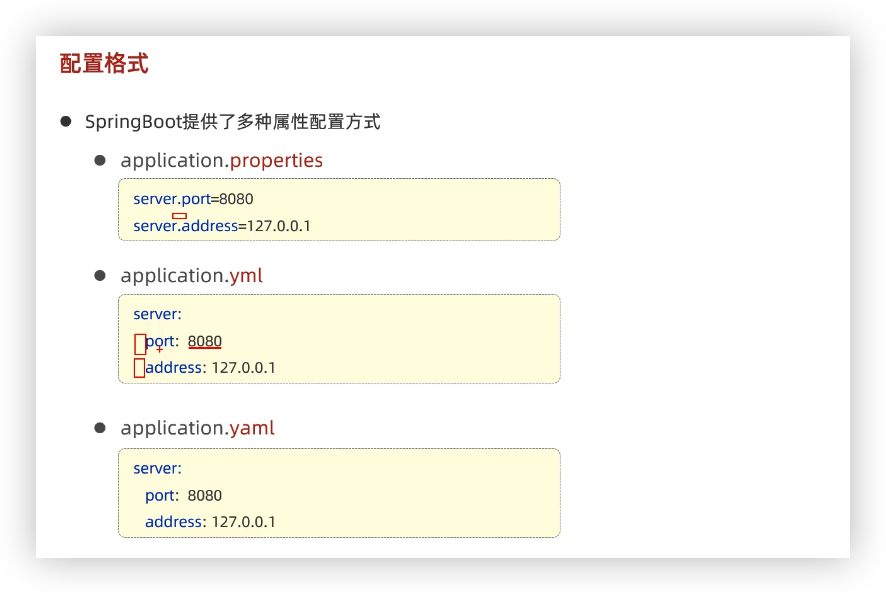 配置格式
SpringBoot提供了多种属性配置方式
application.properties
server.port=8080
server.address=127.0.0.1
application.yml
server:
port: 8080
address: 127.0.0.1
application.yaml
server:
port: 8080
address: 127.0.0.1